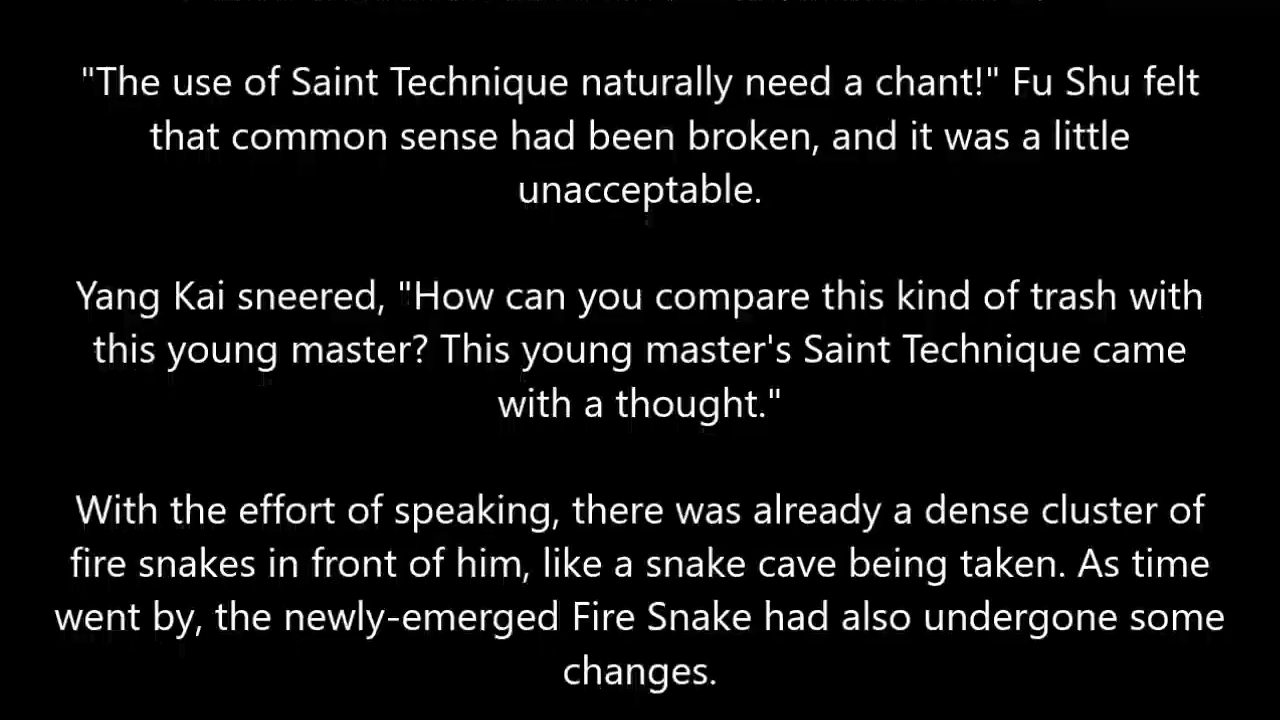 "The use of Saint Technique naturally need a chant!" Fu Shu felt
that common sense had been broken, and it was a little
unacceptable.
Yang Kai sneered, "How can you compare this kind of trash with
this young master? This young master's Saint Technique came
with a thought."
With the effort of speaking, there was already a dense cluster of
fire snakes in front of him, like a snake cave being taken. As time
went by, the newly-emerged Fire Snake had also undergone some
changes.